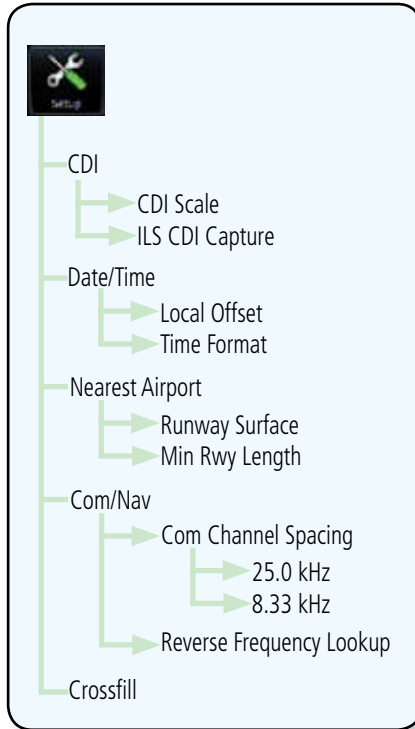 Setup
CDI
CDI Scale
ILS CDI Capture
Date/Time
Local Offset
Time Format
Nearest Airport
Runway Surface
Min Rwy Length
Com/Nav
Com Channel Spacing
25.0 kHz
8.33 kHz
Reverse Frequency Lookup
Crossfill